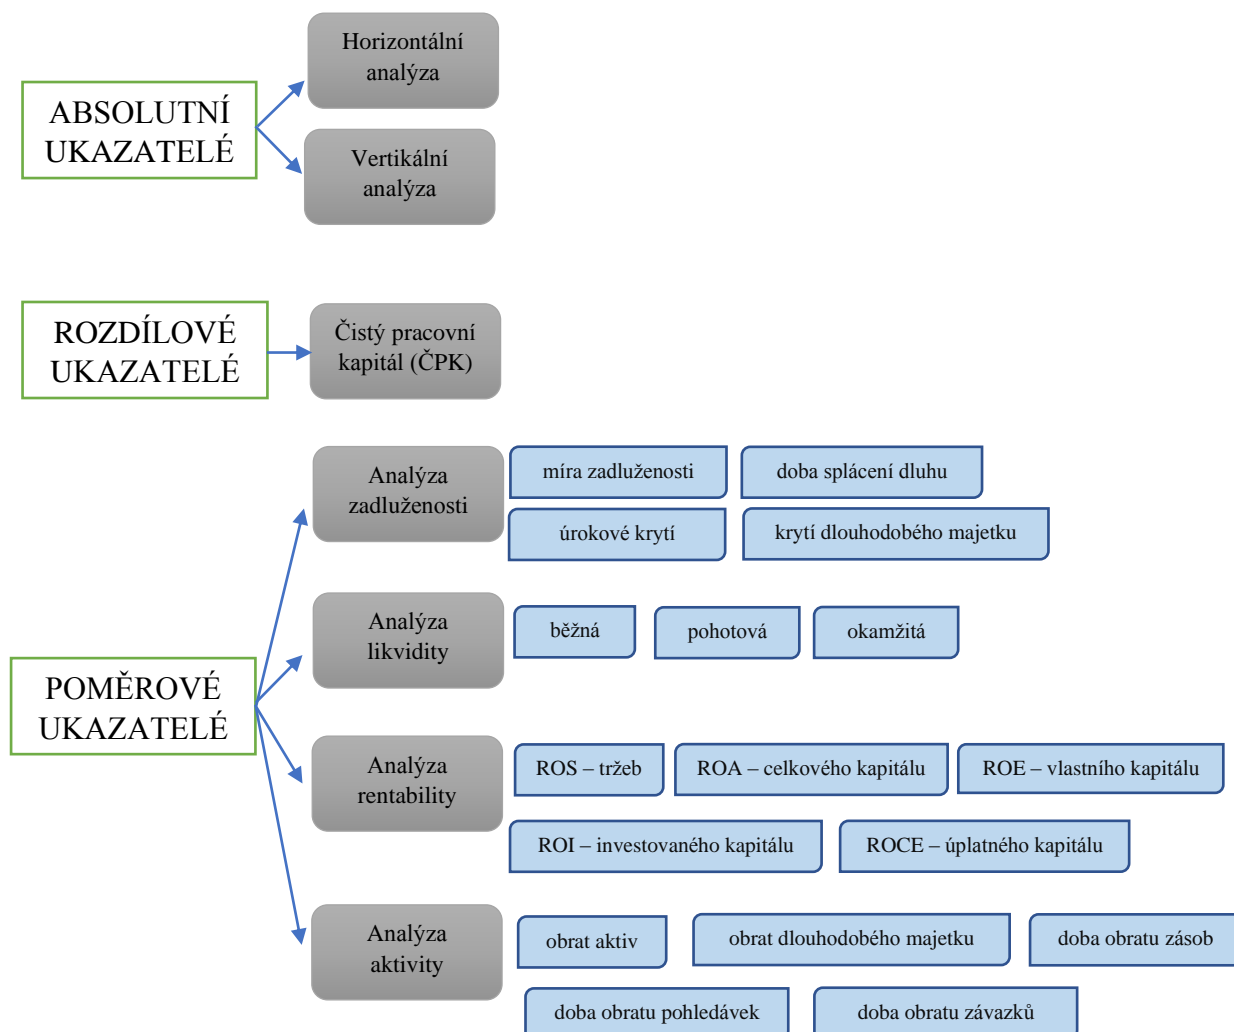 Horizontální
analýza
ABSOLUTNÍ
UKAZATELÉ
Vertikální
analýza
ROZDÍLOVÉ
UKAZATELÉ
Čistý pracovní
kapitál (ČPK)
Analýza
zadluženosti
míra zadluženosti
doba splácení dluhu
úrokové krytí
krytí dlouhodobého majetku
POMĚROVÉ
UKAZATELÉ
Analýza
likvidity
běžná
pohotová
okamžitá
Analýza
rentability
ROS – tržeb
ROA – celkového kapitálu
ROE – vlastního kapitálu
ROI – investovaného kapitálu
ROCE – úplatného kapitálu
Analýza
aktivity
obrat aktiv
obrat dlouhodobého majetku
doba obratu zásob
doba obratu pohledávek
doba obratu závazků